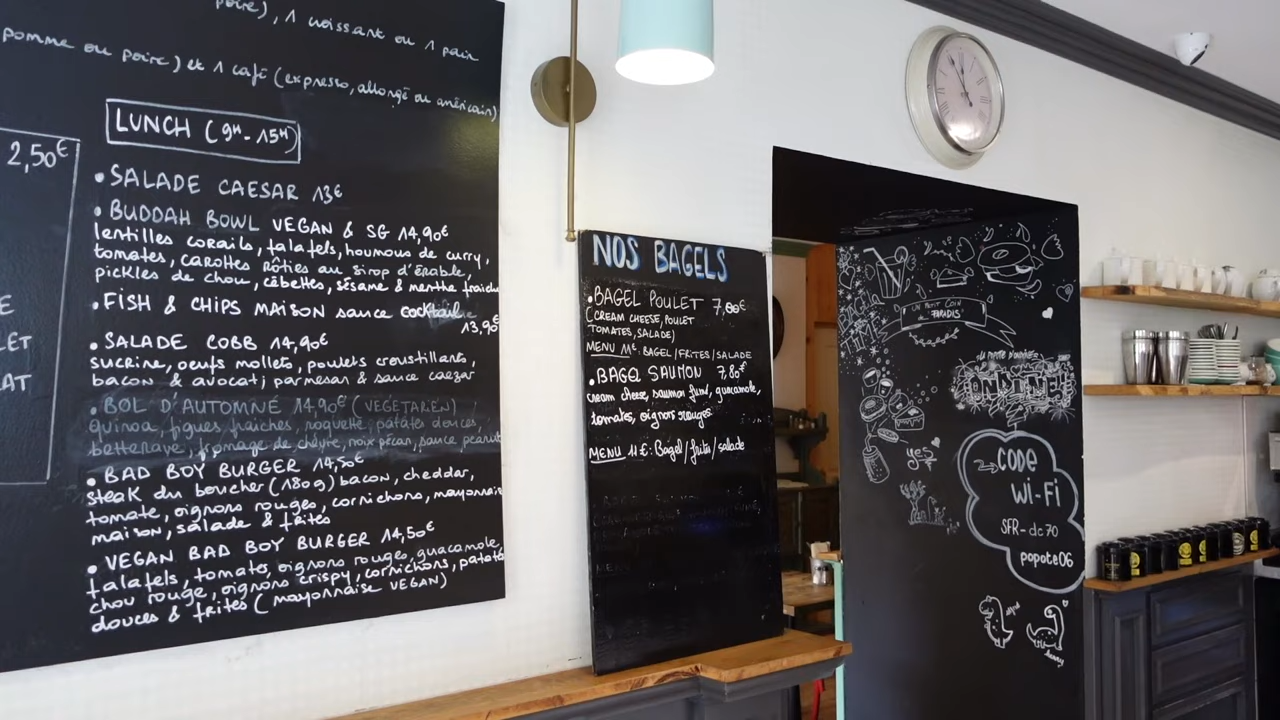 poire), 1 croissant ou 1 pain
pomme ou poire) et 1 café (expresso, allongé ou américain)
2,50€
LUNCH (9H-15H)
• SALADE CAESAR 13€
• BUDDAH BOWL VEGAN & SG 14,90€
lentilles corails, falafels, houmous de curry,
tomates, carottes rôties au sirop d'érable,
pickles de chou, cébettes, sésame & menthe fraiche
• FISH & CHIPS MAISON sauce cocktail
13,90€
• SALADE COBB 14,90€
sucrine, oeufs mollets, poulets croustillants,
bacon & avocat, parmesan & sauce caezar
• BOL D'AUTOMNE 14,90€ (VEGETARIEN)
quinoa, figues fraîches, roquette, patates douces,
betterave, fromage de chèvre, noix pécan, sauce peanut
• BAD BOY BURGER 14,50€
steak du boucher (180g) bacon, cheddar,
tomate, oignons rouges, cornichons, mayonnaise
maison, salade & frites
• VEGAN BAD BOY BURGER 14,50€
falafels, tomates, oignons rouges, guacamole,
chou rouge, oignons crispy, cornichons, patates
douces & frites (mayonnaise VEGAN)
E
LET
AT
NOS BAGELS
• BAGEL POULET 7,80€
(CREAM CHEESE, POULET
TOMATES, SALADE)
MENU 11€: BAGEL/FRITES/SALADE
• BAGEL SAUMON 7,80€
cream cheese, saumon fumé, guacamole,
tomates, oignons rouges
MENU 11€: Bagel/frites/salade
UN PETIT COIN
de PARADIS
yes
CODE
Wi-Fi
SFR-dc70
popote06